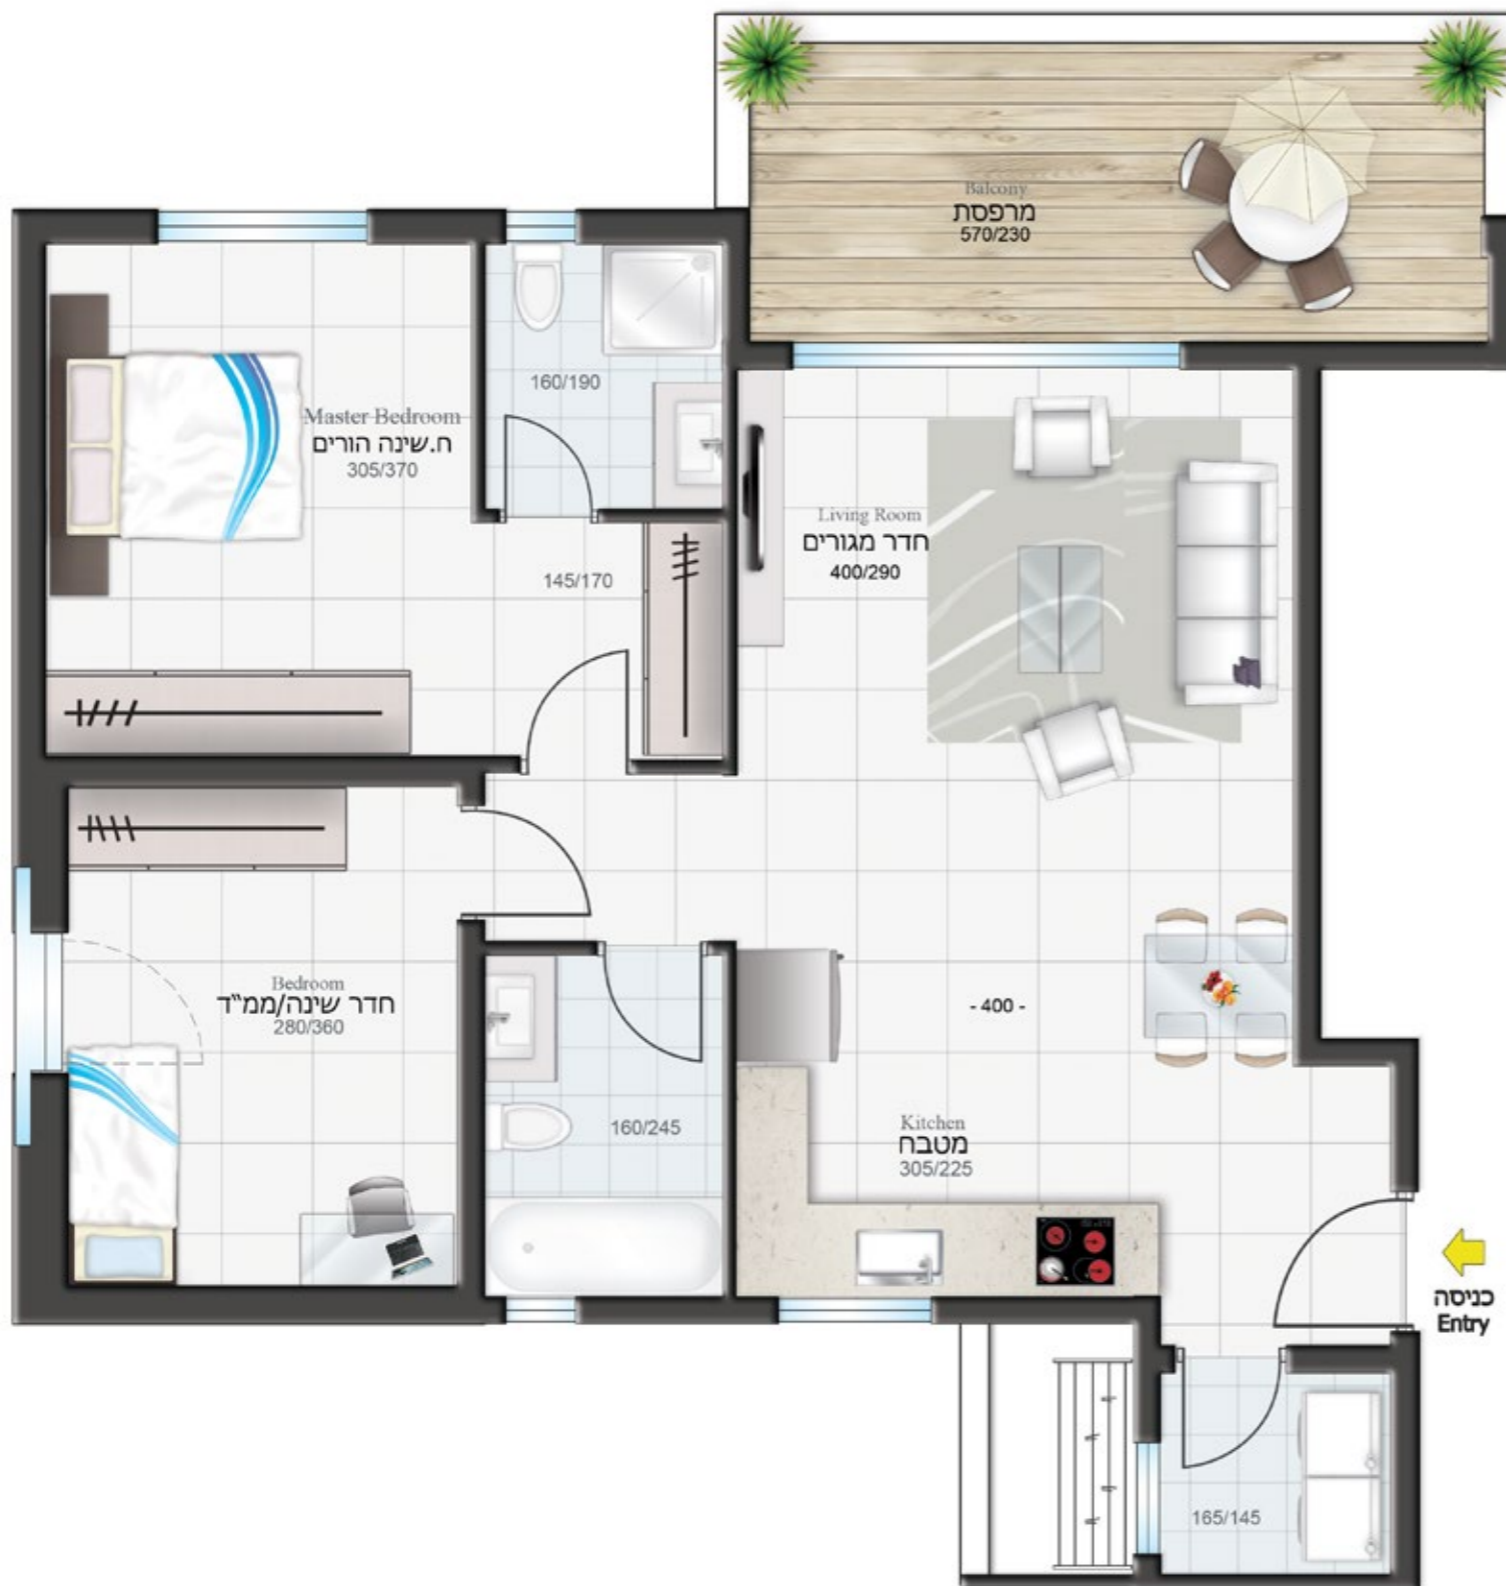 Balcony
מרפסת
570/230
160/190
Master Bedroom
ח.שינה הורים
305/370
Living Room
חדר מגורים
400/290
145/170
Bedroom
חדר שינה/ממ"ד
280/360
- 400 -
160/245
Kitchen
מטבח
305/225
כניסה
Entry
165/145